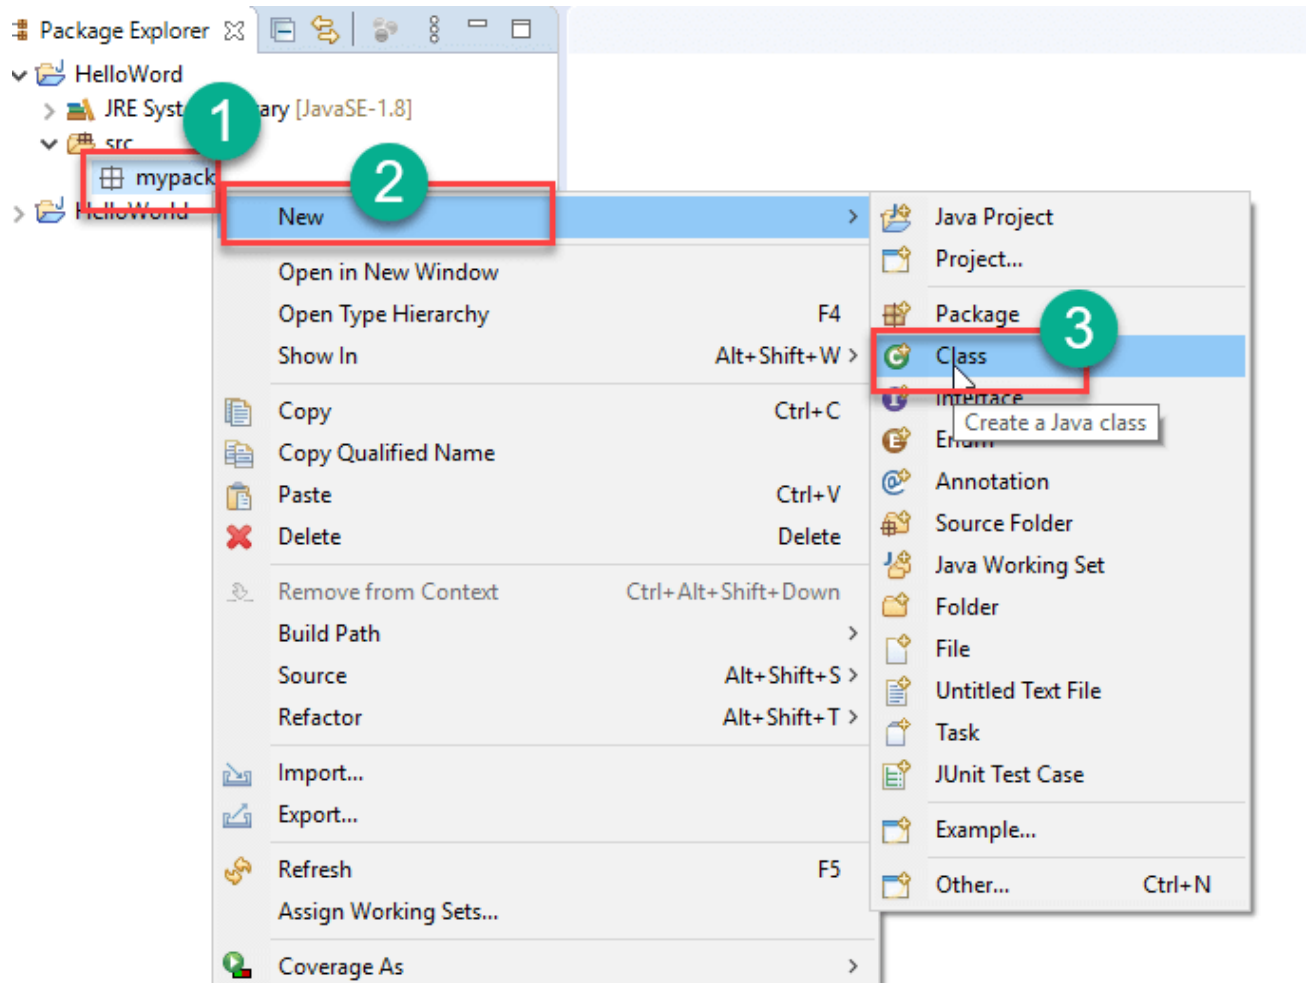 Package Explorer
HelloWord
JRE Syst ary [JavaSE-1.8]
1
src
mypack
2
HelloWorld
New
Open in New Window
Open Type Hierarchy F4
Show In Alt+Shift+W
Copy Ctrl+C
Copy Qualified Name
Paste Ctrl+V
Delete Delete
Remove from Context Ctrl+Alt+Shift+Down
Build Path
Source Alt+Shift+S
Refactor Alt+Shift+T
Import...
Export...
Refresh F5
Assign Working Sets...
Coverage As
Java Project
Project...
Package
3
Class
Interface
Create a Java class
Enum
Annotation
Source Folder
Java Working Set
Folder
File
Untitled Text File
Task
JUnit Test Case
Example...
Other... Ctrl+N